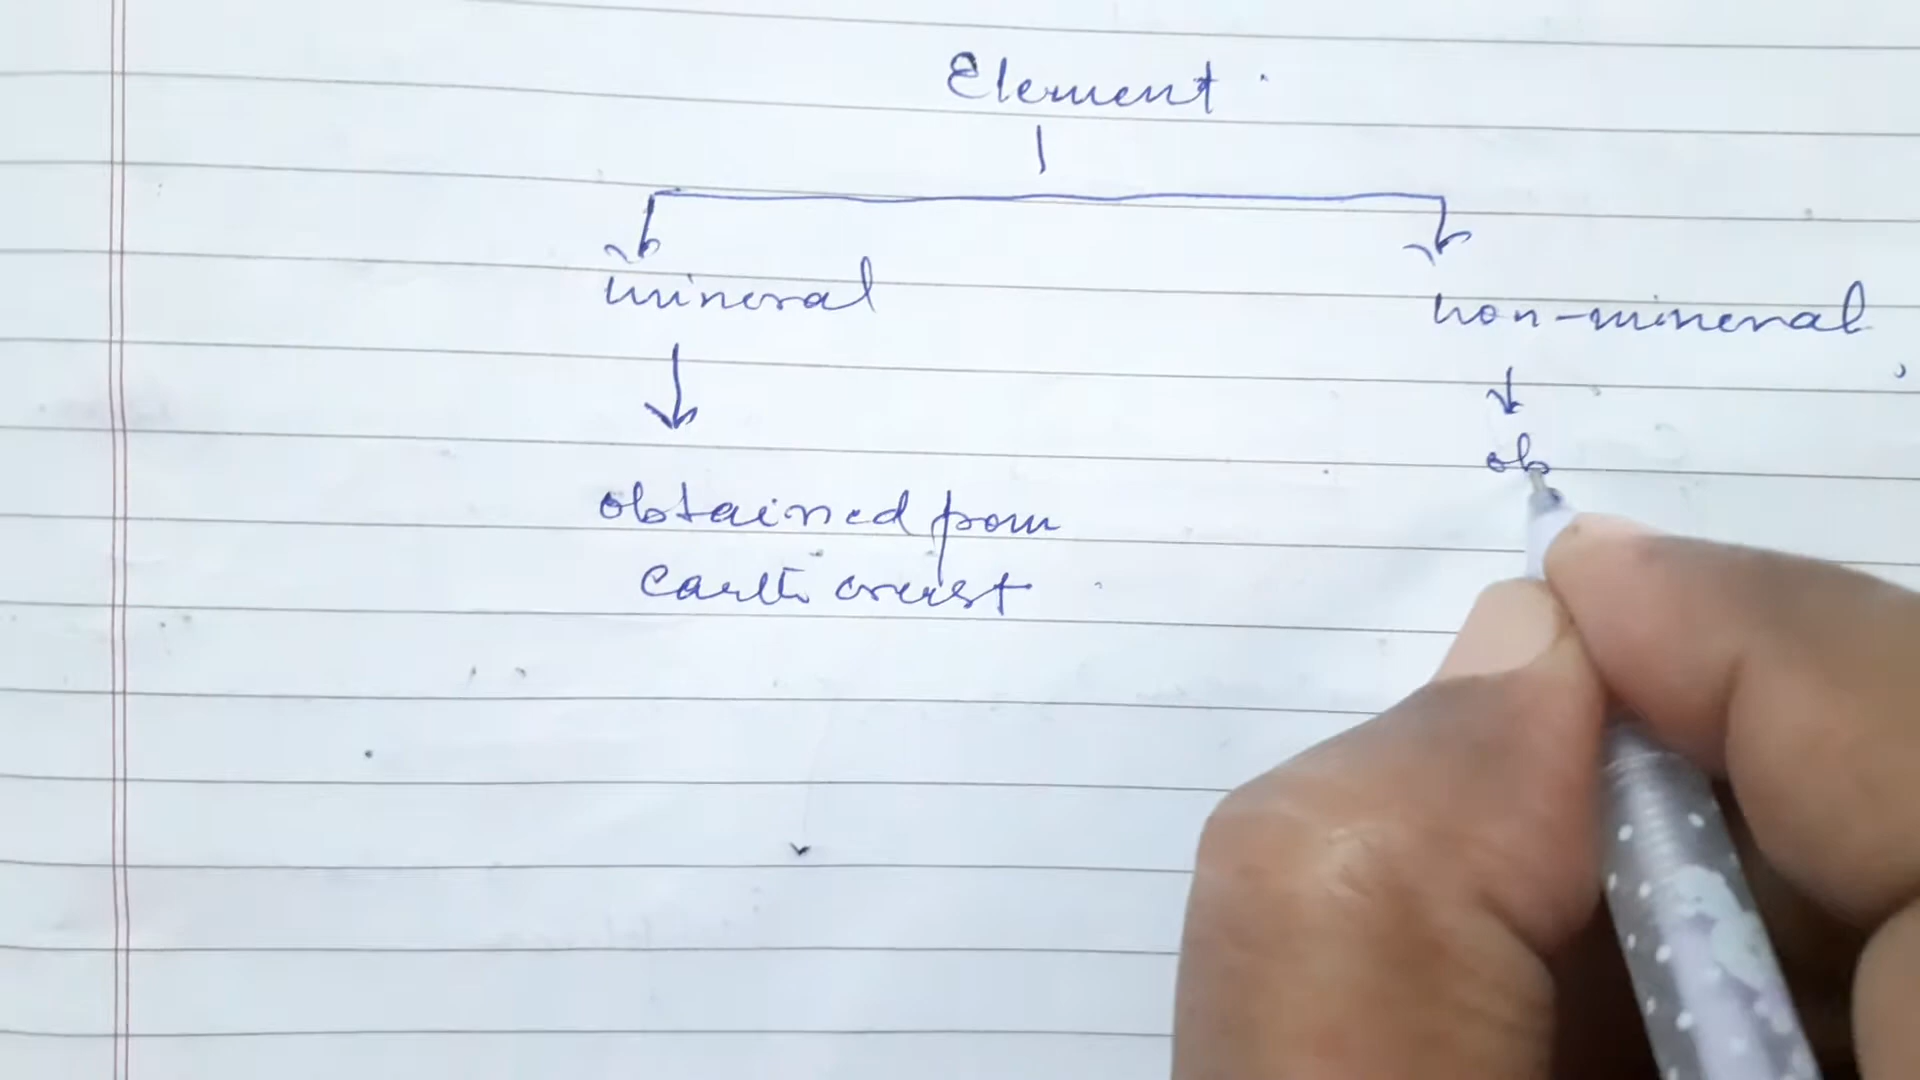 Element
mineral non-mineral
ob
obtained from
Earth crust